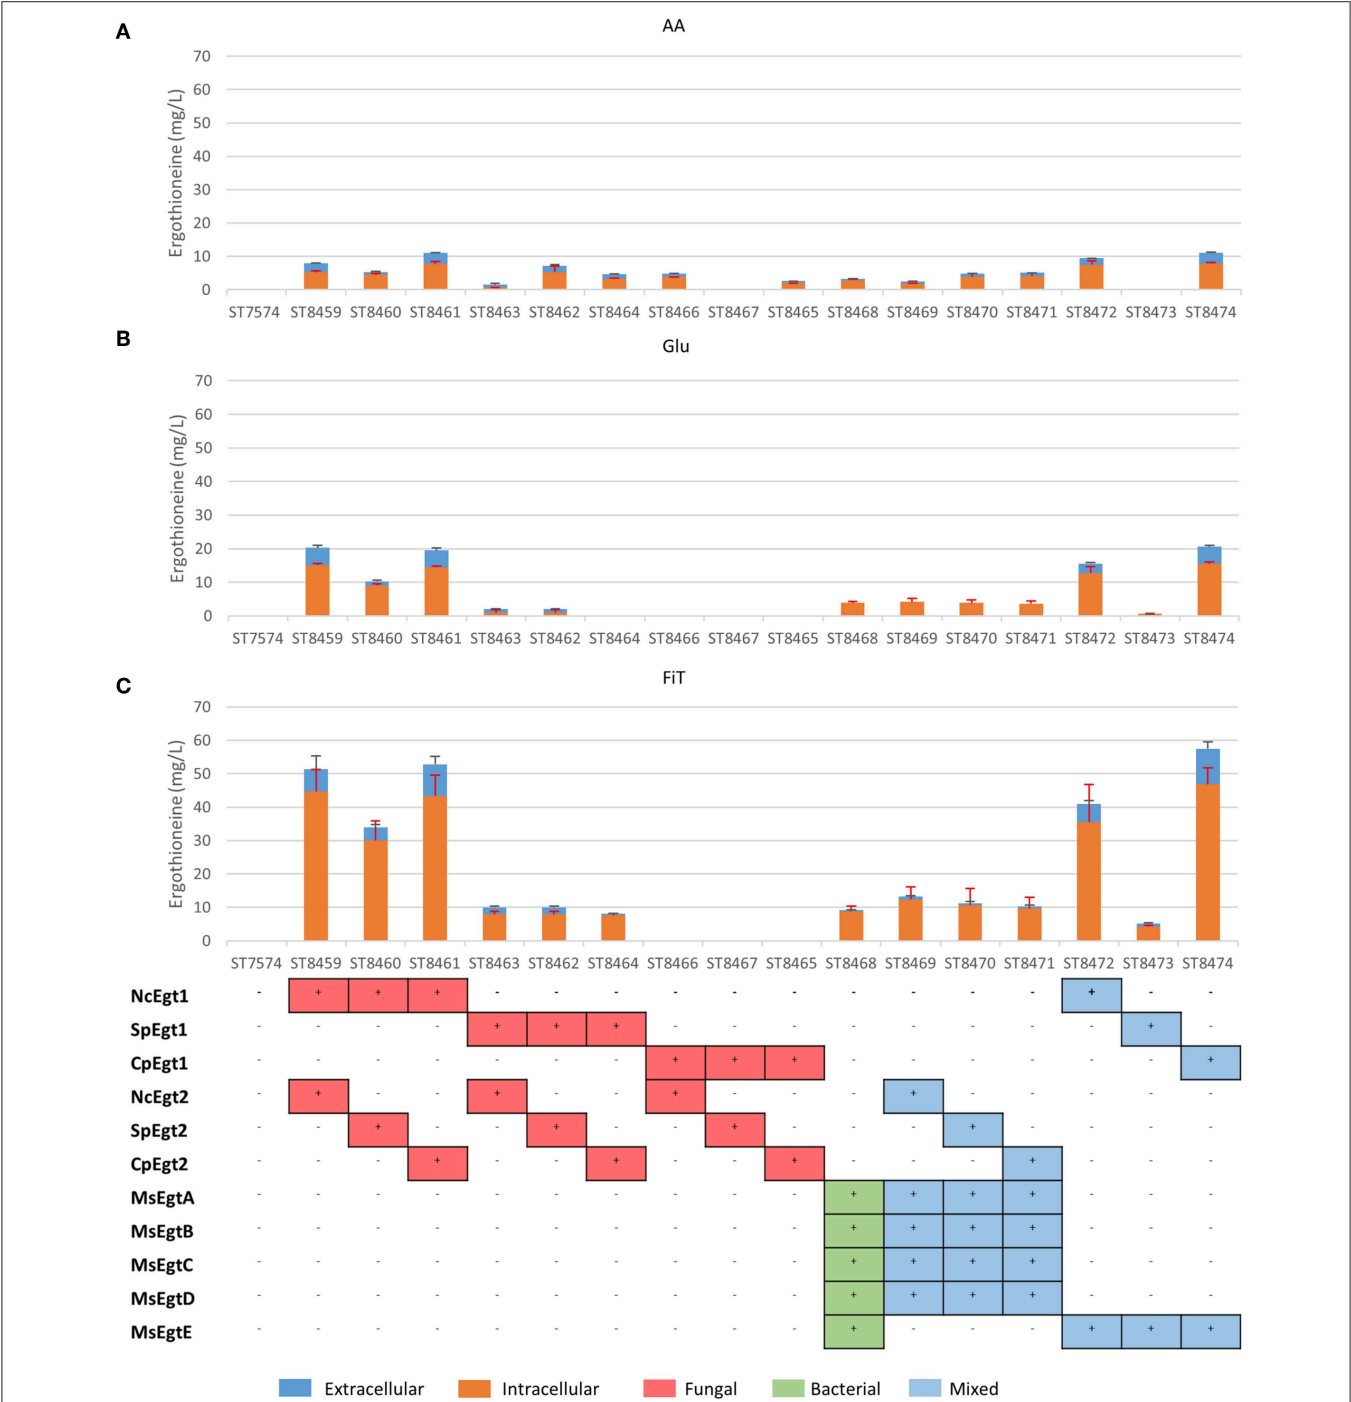 A
AA
Ergothioneine (mg/L)
70
60
50
40
30
20
10
0
ST7574 ST8459 ST8460 ST8461 ST8463 ST8462 ST8464 ST8466 ST8467 ST8465 ST8468 ST8469 ST8470 ST8471 ST8472 ST8473 ST8474
B
Glu
Ergothioneine (mg/L)
70
60
50
40
30
20
10
0
ST7574 ST8459 ST8460 ST8461 ST8463 ST8462 ST8464 ST8466 ST8467 ST8465 ST8468 ST8469 ST8470 ST8471 ST8472 ST8473 ST8474
C
FiT
Ergothioneine (mg/L)
70
60
50
40
30
20
10
0
ST7574 ST8459 ST8460 ST8461 ST8463 ST8462 ST8464 ST8466 ST8467 ST8465 ST8468 ST8469 ST8470 ST8471 ST8472 ST8473 ST8474
NcEgt1 - + + + - - - - - - - - - - + - -
SpEgt1 - - - - + + + - - - - - - - - + -
CpEgt1 - - - - - - - + + + - - - - - - +
NcEgt2 - + - - + - - + - - - + - - - - -
SpEgt2 - - + - - + - - + - - - + - - - -
CpEgt2 - - - + - - + - - + - - - + - - -
MsEgtA - - - - - - - - - - + + + + - - -
MsEgtB - - - - - - - - - - + + + + - - -
MsEgtC - - - - - - - - - - + + + + - - -
MsEgtD - - - - - - - - - - + + + + - - -
MsEgtE - - - - - - - - - - + - - - + + +
Extracellular Intracellular Fungal Bacterial Mixed